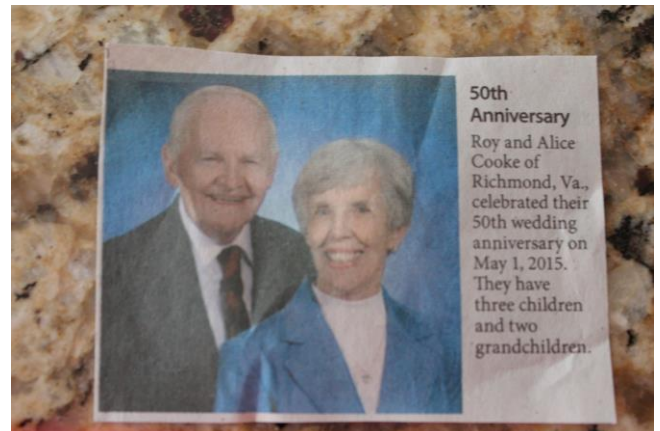 50th
Anniversary
Roy and Alice
Cooke of
Richmond, Va.,
celebrated their
50th wedding
anniversary on
May 1, 2015.
They have
three children
and two
grandchildren.